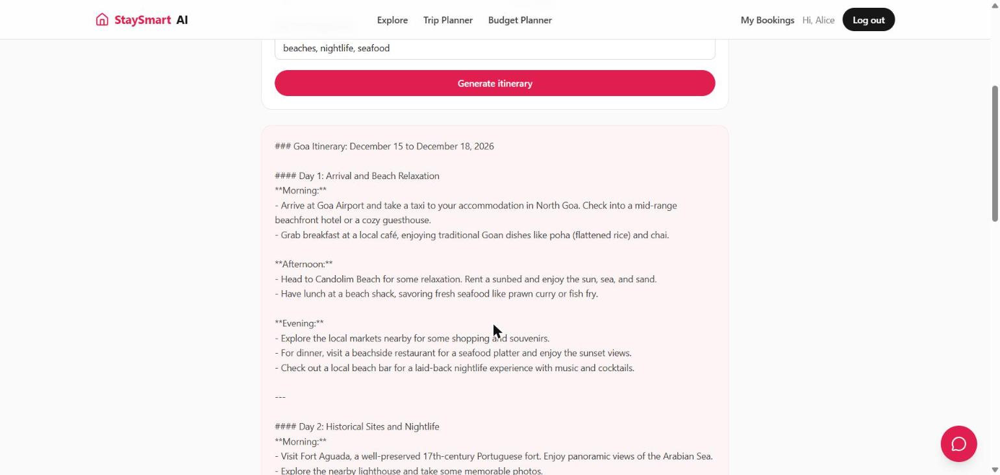 StaySmart AI
Explore
Trip Planner
Budget Planner
My Bookings
Hi, Alice
Log out
beaches, nightlife, seafood
Generate itinerary
### Goa Itinerary: December 15 to December 18, 2026
#### Day 1: Arrival and Beach Relaxation
**Morning:**
- Arrive at Goa Airport and take a taxi to your accommodation in North Goa. Check into a mid-range
beachfront hotel or a cozy guesthouse.
- Grab breakfast at a local café, enjoying traditional Goan dishes like poha (flattened rice) and chai.
**Afternoon:**
- Head to Candolim Beach for some relaxation. Rent a sunbed and enjoy the sun, sea, and sand.
- Have lunch at a beach shack, savoring fresh seafood like prawn curry or fish fry.
**Evening:**
- Explore the local markets nearby for some shopping and souvenirs.
- For dinner, visit a beachside restaurant for a seafood platter and enjoy the sunset views.
- Check out a local beach bar for a laid-back nightlife experience with music and cocktails.
---
#### Day 2: Historical Sites and Nightlife
**Morning:**
- Visit Fort Aguada, a well-preserved 17th-century Portuguese fort. Enjoy panoramic views of the Arabian Sea.
- Explore the nearby lighthouse and take some memorable photos.